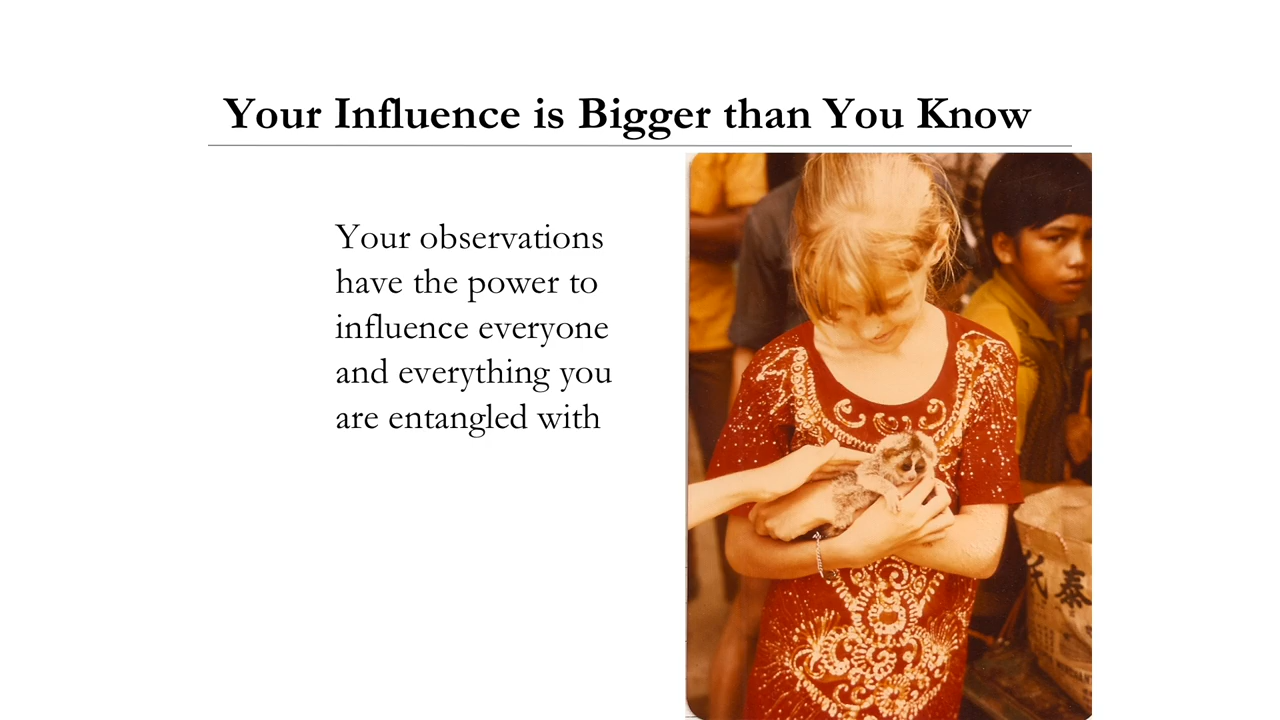 Your Influence is Bigger than You Know
Your observations
have the power to
influence everyone
and everything you
are entangled with
泰